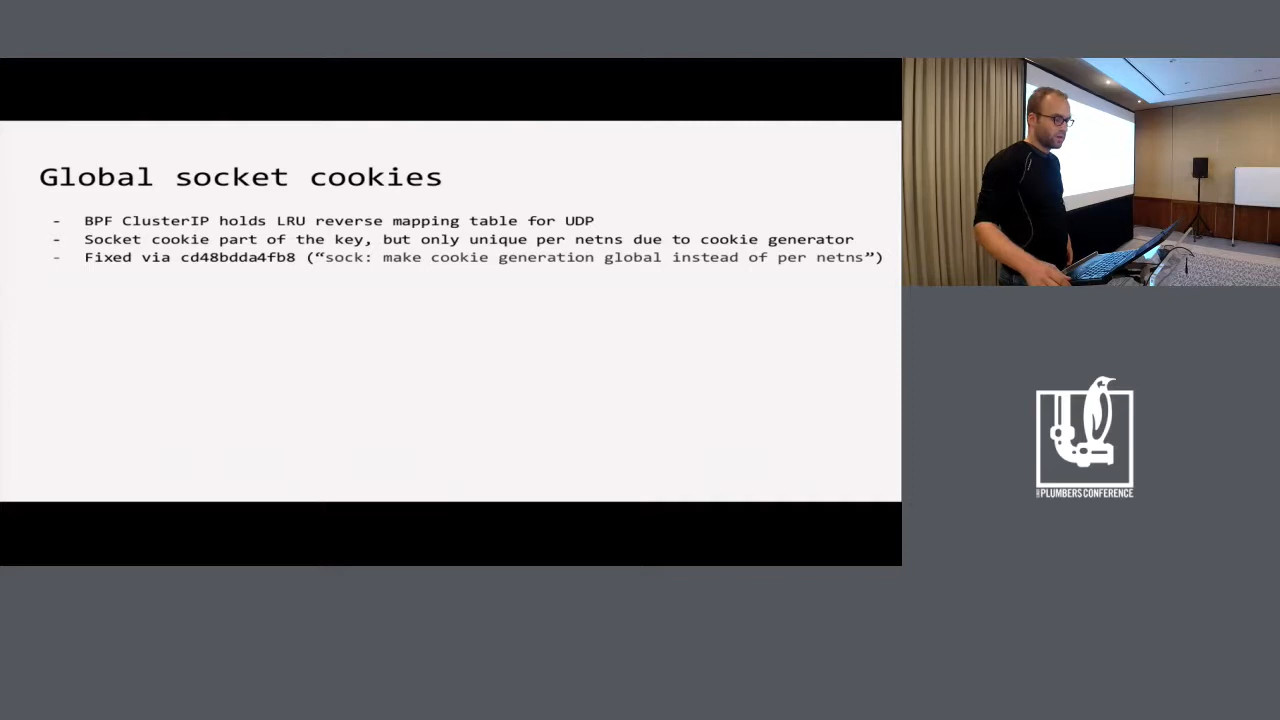 Global socket cookies
- BPF ClusterIP holds LRU reverse mapping table for UDP
- Socket cookie part of the key, but only unique per netns due to cookie generator
- Fixed via cd48bdda4fb8 (“sock: make cookie generation global instead of per netns”)
PLUMBERS CONFERENCE